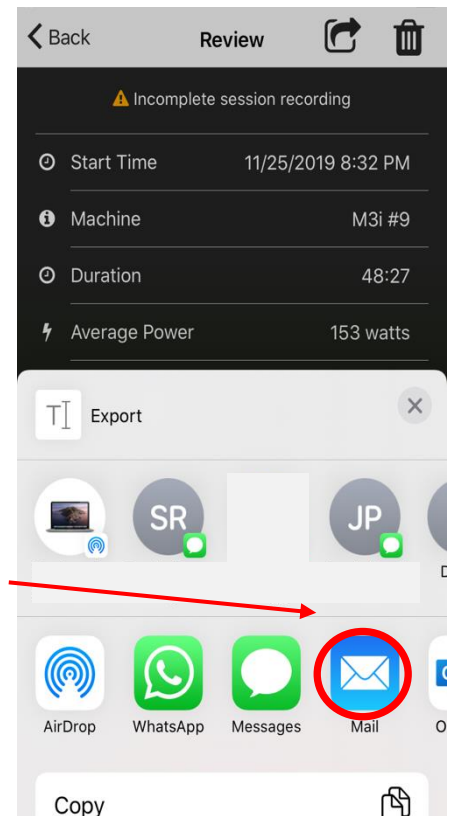 Back Review
Incomplete session recording
Start Time 11/25/2019 8:32 PM
Machine M3i #9
Duration 48:27
Average Power 153 watts
T Export
SR JP
AirDrop WhatsApp Messages Mail
Copy